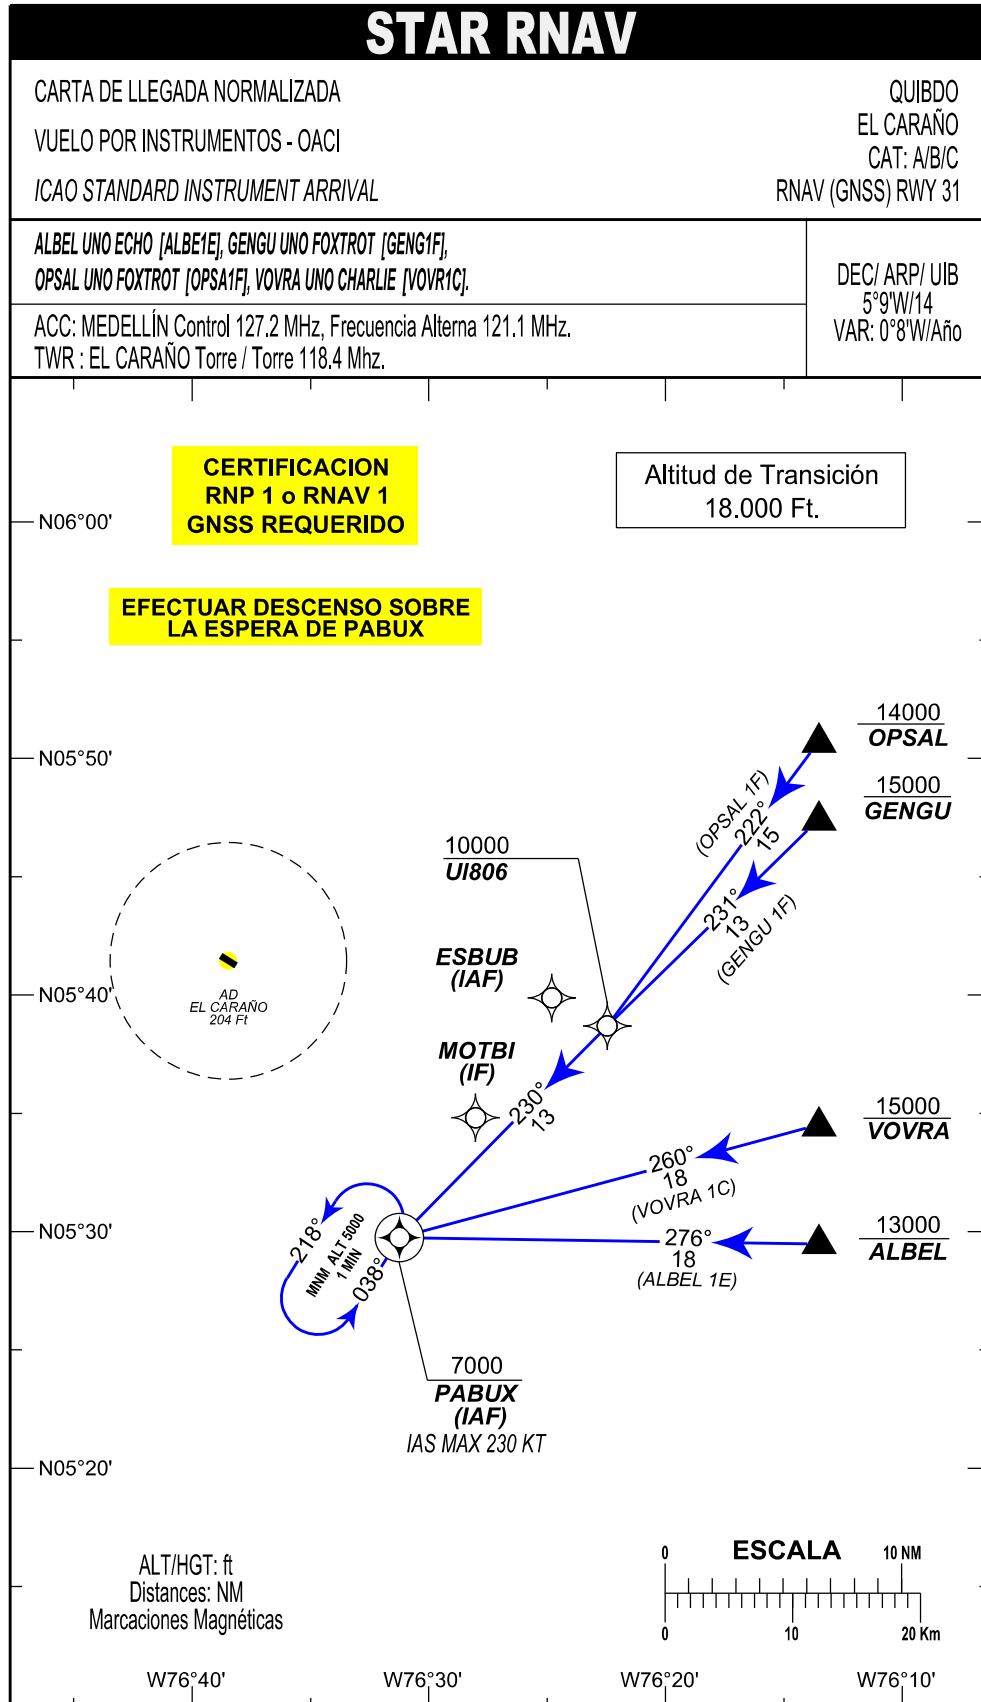 STAR RNAV
CARTA DE LLEGADA NORMALIZADA
VUELO POR INSTRUMENTOS - OACI
ICAO STANDARD INSTRUMENT ARRIVAL
QUIBDO
EL CARAÑO
CAT: A/B/C
RNAV (GNSS) RWY 31
ALBEL UNO ECHO [ALBE1E], GENGU UNO FOXTROT [GENG1F],
OPSAL UNO FOXTROT [OPSA1F], VOVRA UNO CHARLIE [VOVR1C].
ACC: MEDELLÍN Control 127.2 MHz, Frecuencia Alterna 121.1 MHz.
TWR : EL CARAÑO Torre / Torre 118.4 Mhz.
DEC/ ARP/ UIB
5°9'W/14
VAR: 0°8'W/Año
CERTIFICACION
RNP 1 o RNAV 1
GNSS REQUERIDO
Altitud de Transición
18.000 Ft.
N06°00'
EFECTUAR DESCENSO SOBRE
LA ESPERA DE PABUX
14000
OPSAL
N05°50'
15000
GENGU
(OPSAL 1F)
222°
15
10000
UI806
231°
13
(GENGU 1F)
ESBUB
(IAF)
AD
EL CARAÑO
204 Ft
N05°40'
MOTBI
(IF)
230°
13
15000
VOVRA
260°
18
(VOVRA 1C)
N05°30'
218°
MNM ALT 5000
1 MIN
038°
13000
ALBEL
276°
18
(ALBEL 1E)
7000
PABUX
(IAF)
IAS MAX 230 KT
N05°20'
ALT/HGT: ft
Distances: NM
Marcaciones Magnéticas
0
ESCALA
10 NM
0
10
20 Km
W76°40'
W76°30'
W76°20'
W76°10'